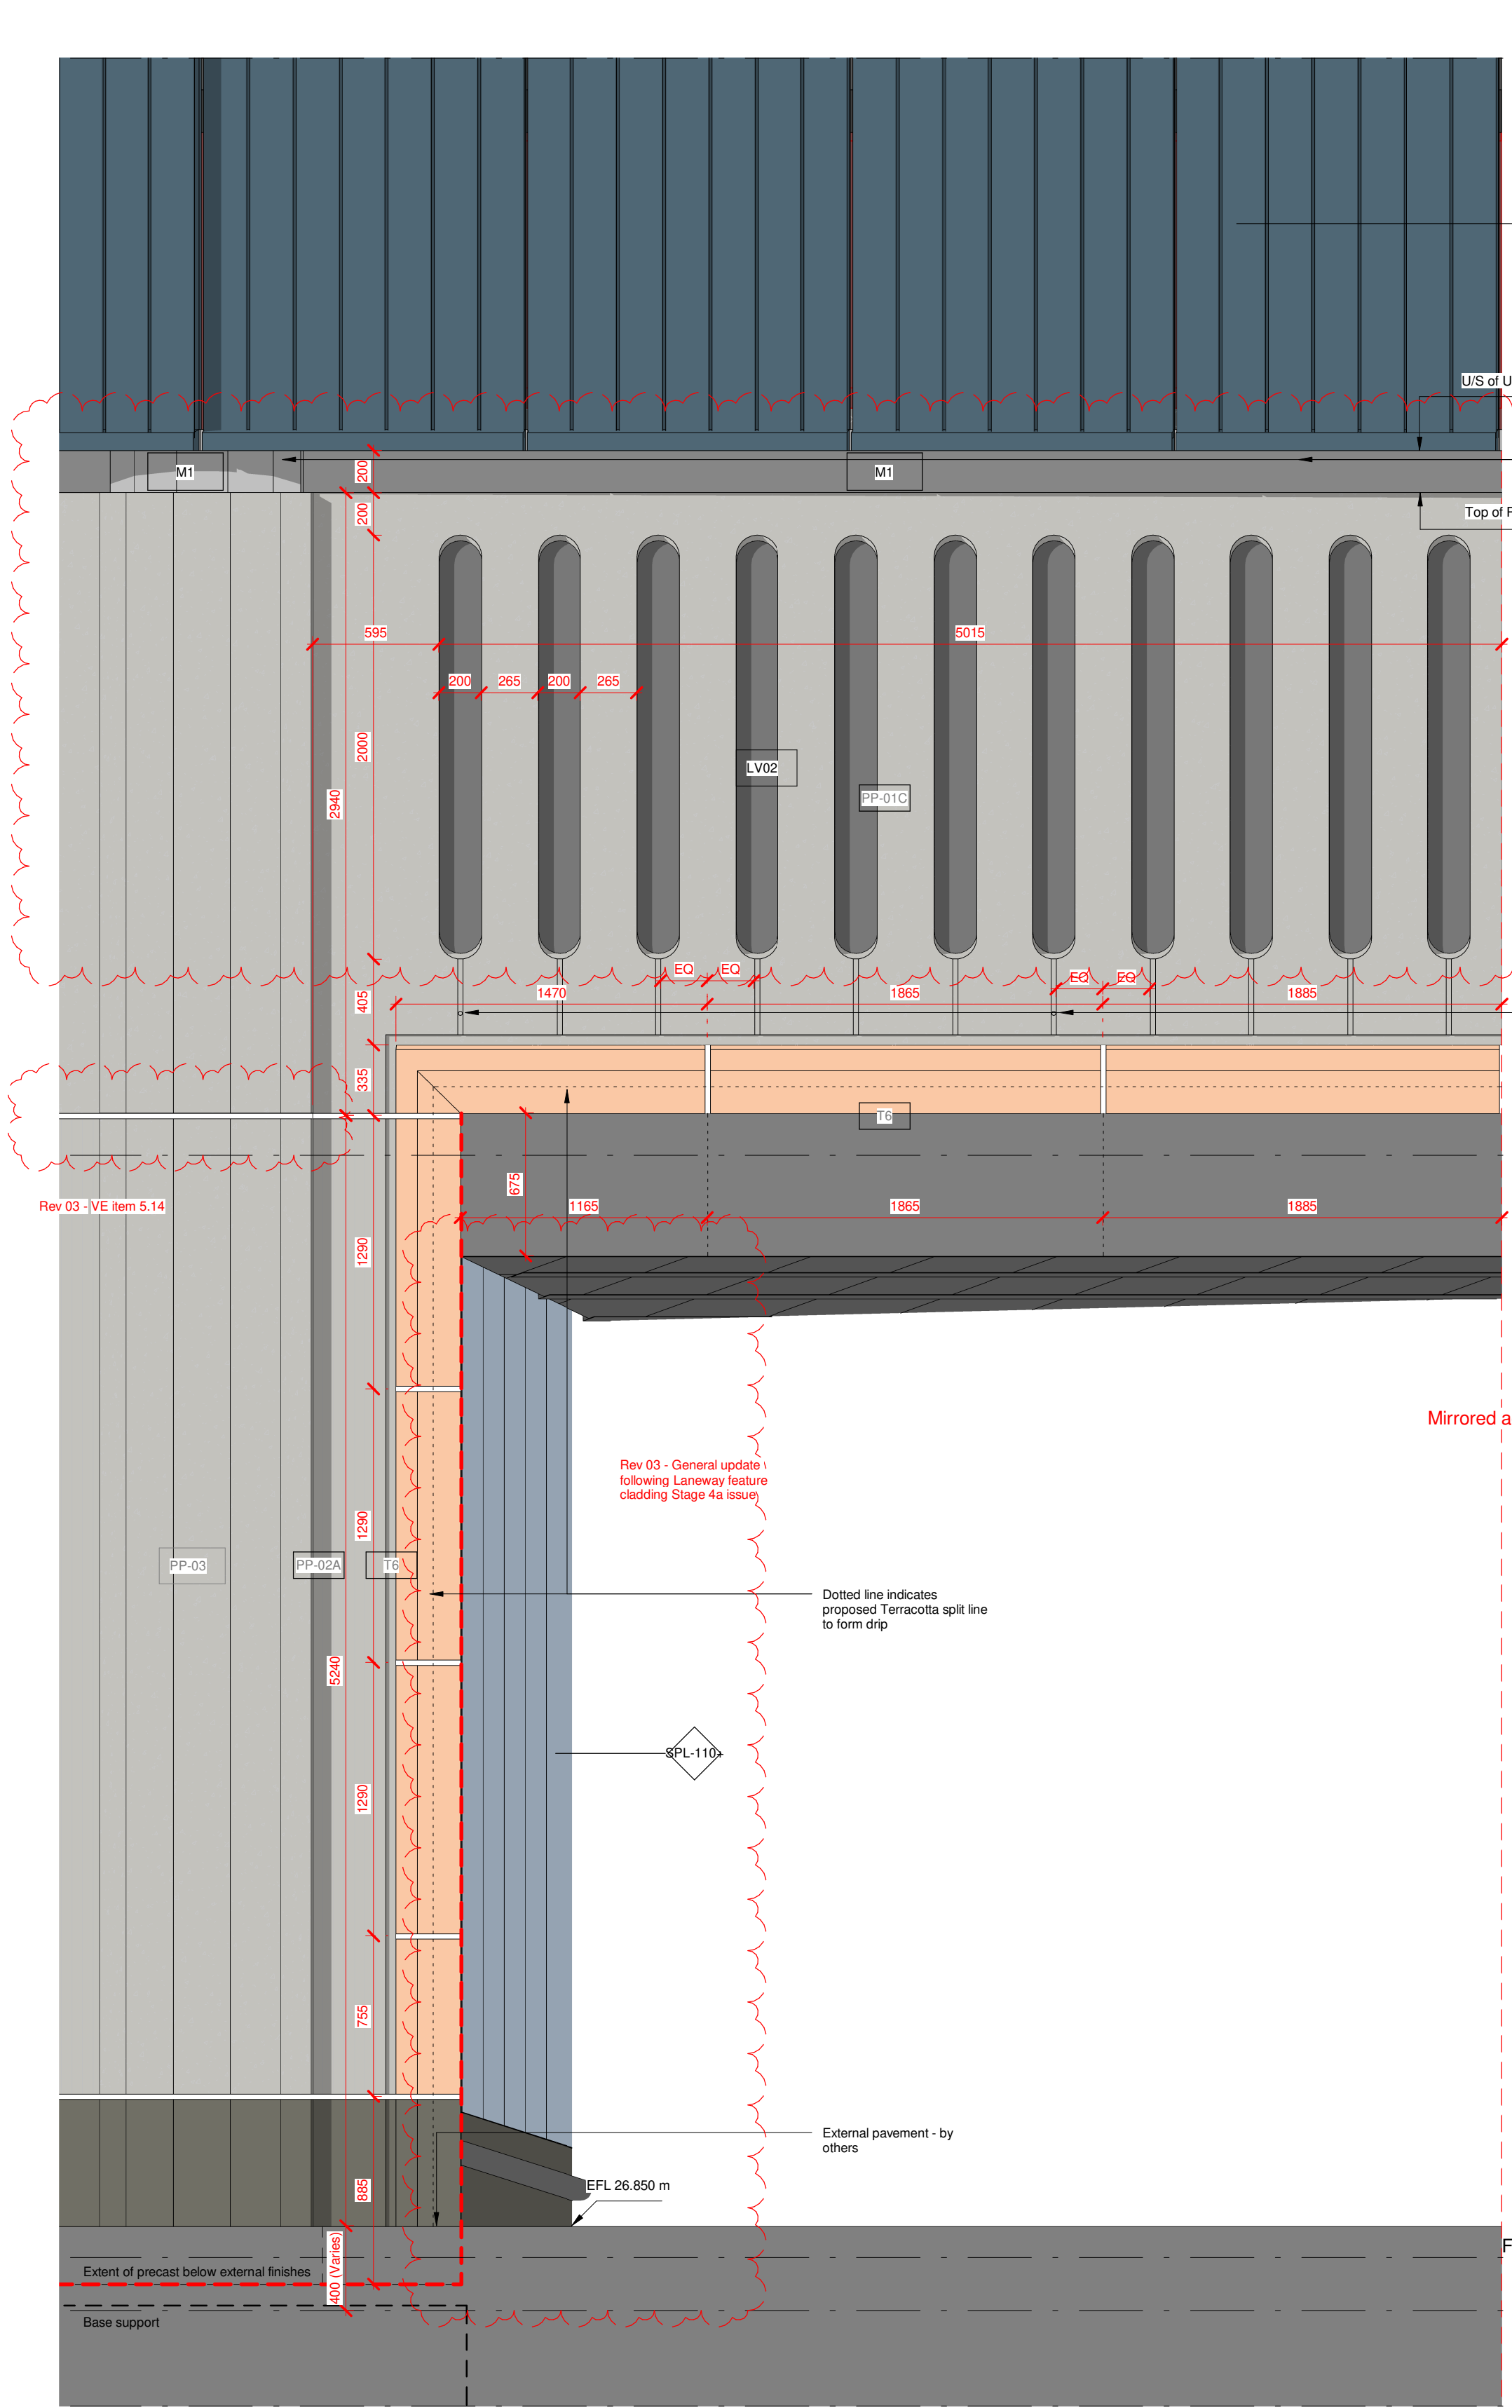 U/S of U
M1
M1
200
200
Top of F
595
5015
200
265
200
265
2000
LV02
PP-01C
2940
EQ
EQ
EQ
EQ
1470
1865
1885
405
335
T6
675
Rev 03 - VE item 5.14
1165
1865
1885
1290
Mirrored a
Rev 03 - General update
following Laneway feature
cladding Stage 4a issue
1290
PP-03
PP-02A
T6
Dotted line indicates
proposed Terracotta split line
to form drip
5240
SPL-110+
1290
755
External pavement - by
others
885
EFL 26.850 m
F
400 (Varies)
Extent of precast below external finishes
Base support